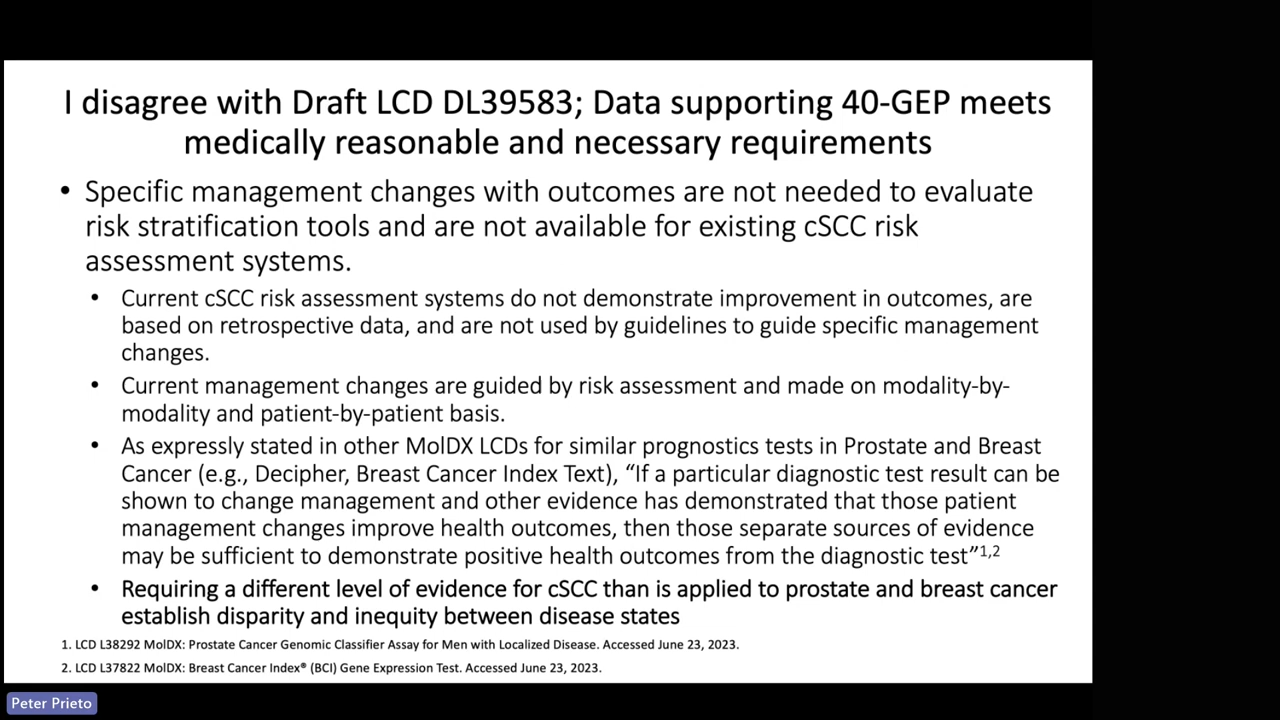 I disagree with Draft LCD DL39583; Data supporting 40-GEP meets
medically reasonable and necessary requirements
• Specific management changes with outcomes are not needed to evaluate
risk stratification tools and are not available for existing cSCC risk
assessment systems.
• Current cSCC risk assessment systems do not demonstrate improvement in outcomes, are
based on retrospective data, and are not used by guidelines to guide specific management
changes.
• Current management changes are guided by risk assessment and made on modality-by-
modality and patient-by-patient basis.
• As expressly stated in other MolDX LCDs for similar prognostics tests in Prostate and Breast
Cancer (e.g., Decipher, Breast Cancer Index Text), “If a particular diagnostic test result can be
shown to change management and other evidence has demonstrated that those patient
management changes improve health outcomes, then those separate sources of evidence
may be sufficient to demonstrate positive health outcomes from the diagnostic test”1,2
• Requiring a different level of evidence for cSCC than is applied to prostate and breast cancer
establish disparity and inequity between disease states
1. LCD L38292 MolDX: Prostate Cancer Genomic Classifier Assay for Men with Localized Disease. Accessed June 23, 2023.
2. LCD L37822 MolDX: Breast Cancer Index® (BCI) Gene Expression Test. Accessed June 23, 2023.
Peter Prieto